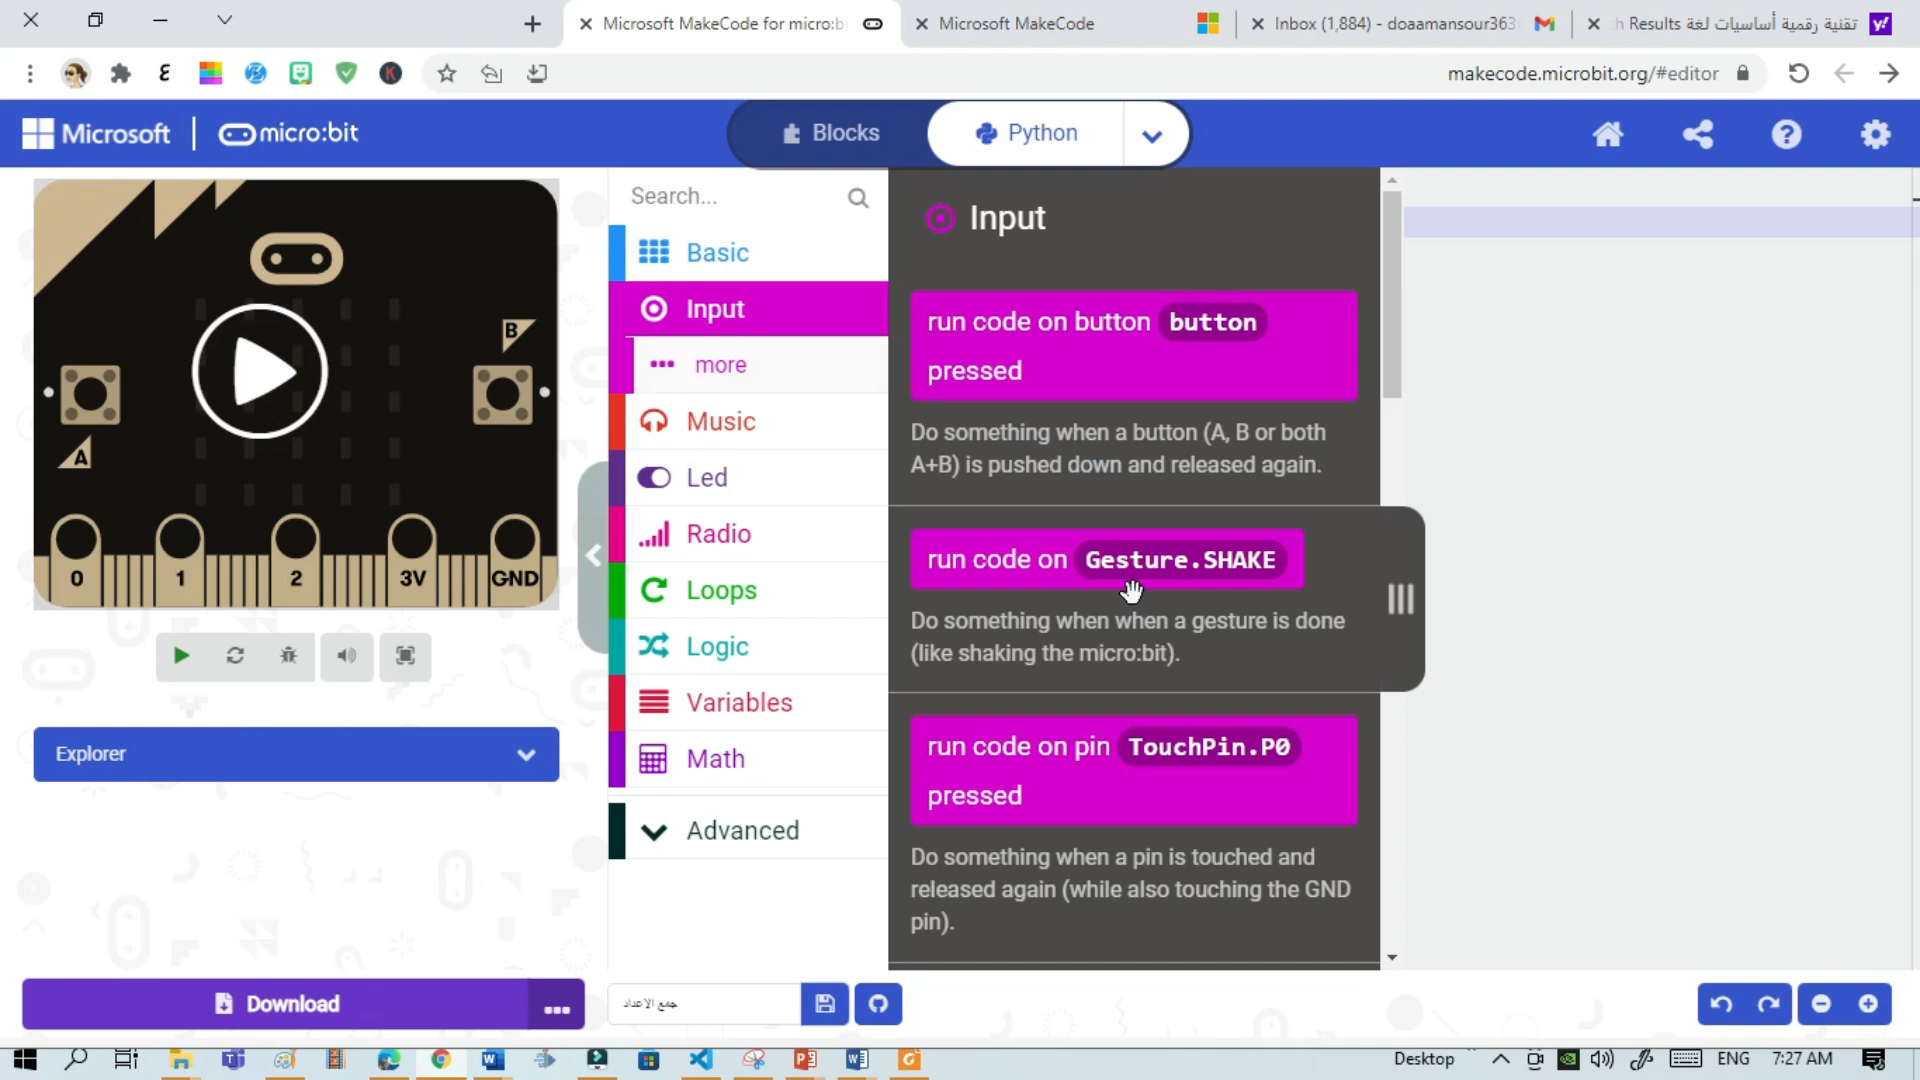 Microsoft MakeCode for micro:bi
Microsoft MakeCode
Inbox (1,884) - doaamansour363
h Results تقنية رقمية أساسيات لغة
makecode.microbit.org/#editor
Microsoft
micro:bit
Blocks
Python
Search...
Basic
Input
more
Music
Led
Radio
Loops
Logic
Variables
Math
Advanced
Input
run code on button button
pressed
Do something when a button (A, B or both
A+B) is pushed down and released again.
run code on Gesture.SHAKE
Do something when when a gesture is done
(like shaking the micro:bit).
run code on pin TouchPin.P0
pressed
Do something when a pin is touched and
released again (while also touching the GND
pin).
A
B
0
1
2
3V
GND
Explorer
Download
جمع الاعداد
Desktop
ENG
7:27 AM